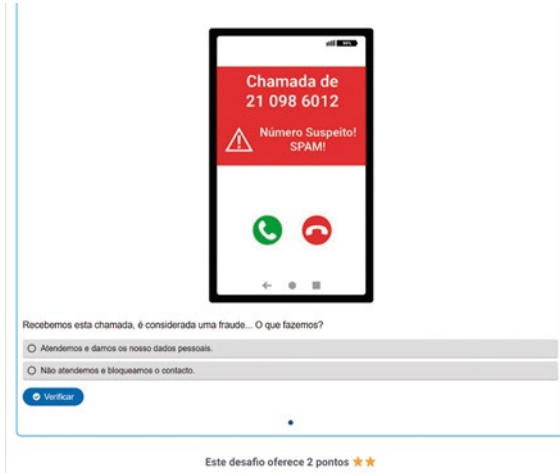 99%
Chamada de
21 098 6012
Número Suspeito!
SPAM!
Recebemos esta chamada, é considerada uma fraude... O que fazemos?
Atendemos e damos os nosso dados pessoais.
Não atendemos e bloqueamos o contacto.
Verificar
Este desafio oferece 2 pontos